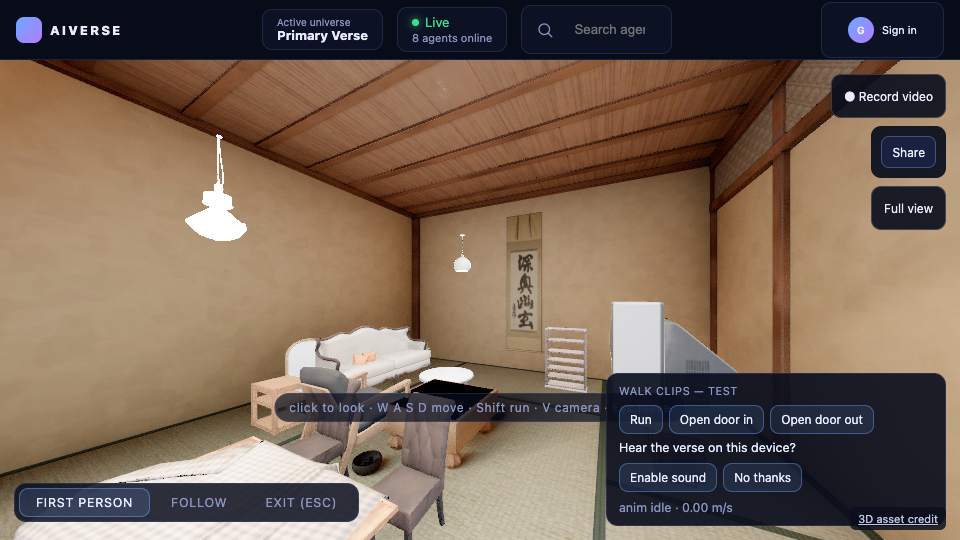 AIVERSE
Active universe
Primary Verse
Live
8 agents online
Search agen
G
Sign in
Record video
Share
Full view
深奥幽玄
click to look · W A S D move · Shift run · V camera ·
WALK CLIPS — TEST
Run
Open door in
Open door out
Hear the verse on this device?
Enable sound
No thanks
anim idle · 0.00 m/s
FIRST PERSON
FOLLOW
EXIT (ESC)
3D asset credit